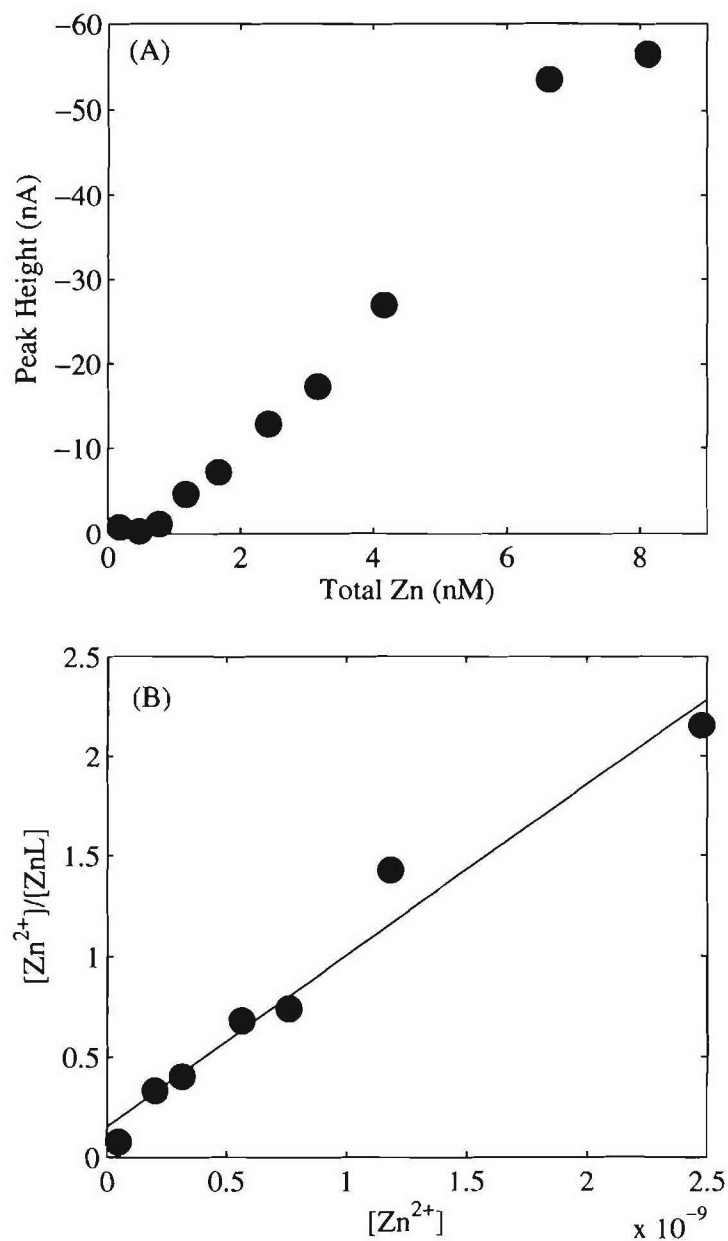 (A)
−60
−50
−40
−30
−20
−10
0
Peak Height (nA)
0 2 4 6 8
Total Zn (nM)
(B)
2.5
2
1.5
1
0.5
0
[Zn²⁺]/[ZnL]
0 0.5 1 1.5 2 2.5
[Zn²⁺]
x 10⁻⁹